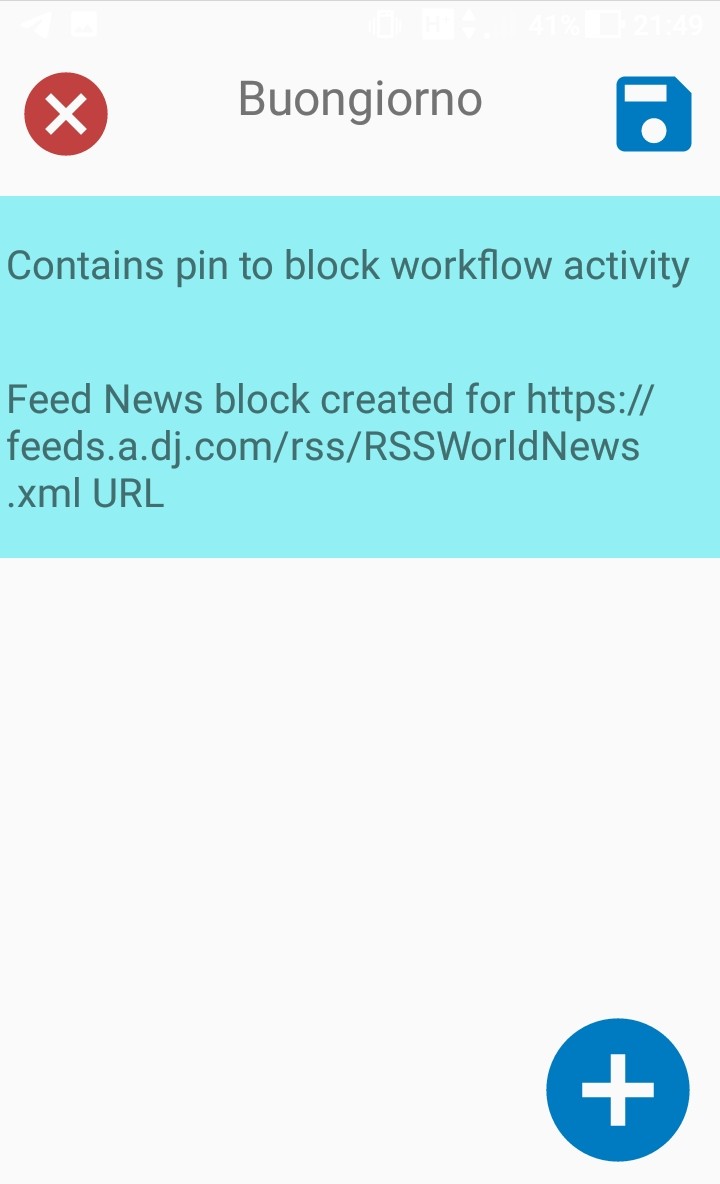 41% 21:49
Buongiorno
Contains pin to block workflow activity
Feed News block created for https://
feeds.a.dj.com/rss/RSSWorldNews
.xml URL